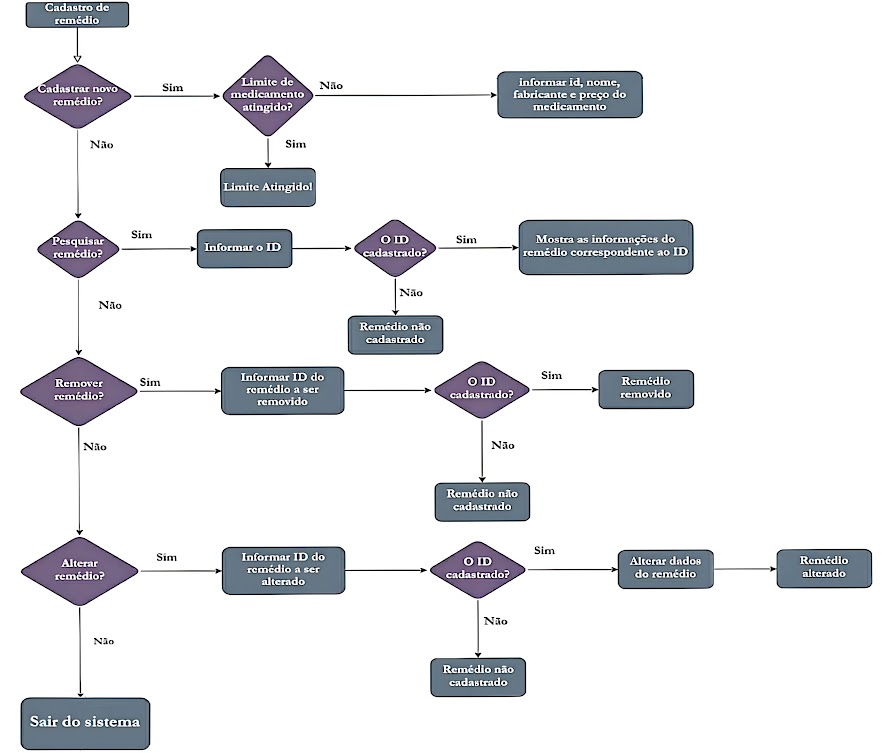 Cadastro de
remédio
Cadastrar novo
remédio?
Sim
Limite de
medicamento
atingido?
Não
informar id, nome,
fabricante e preço do
medicamento
Não
Sim
Limite Atingido!
Pesquisar
remédio?
Sim
Informar o ID
O ID
cadastrado?
Sim
Mostra as informações do
remédio correspondente ao ID
Não
Não
Remédio não
cadastrado
Remover
remédio?
Sim
Informar ID do
remédio a ser
removido
O ID
cadastrado?
Sim
Remédio
removido
Não
Não
Remédio não
cadastrado
Alterar
remédio?
Sim
Informar ID do
remédio a ser
alterado
O ID
cadastrado?
Sim
Alterar dados
do remédio
Remédio
alterado
Não
Não
Remédio não
cadastrado
Sair do sistema